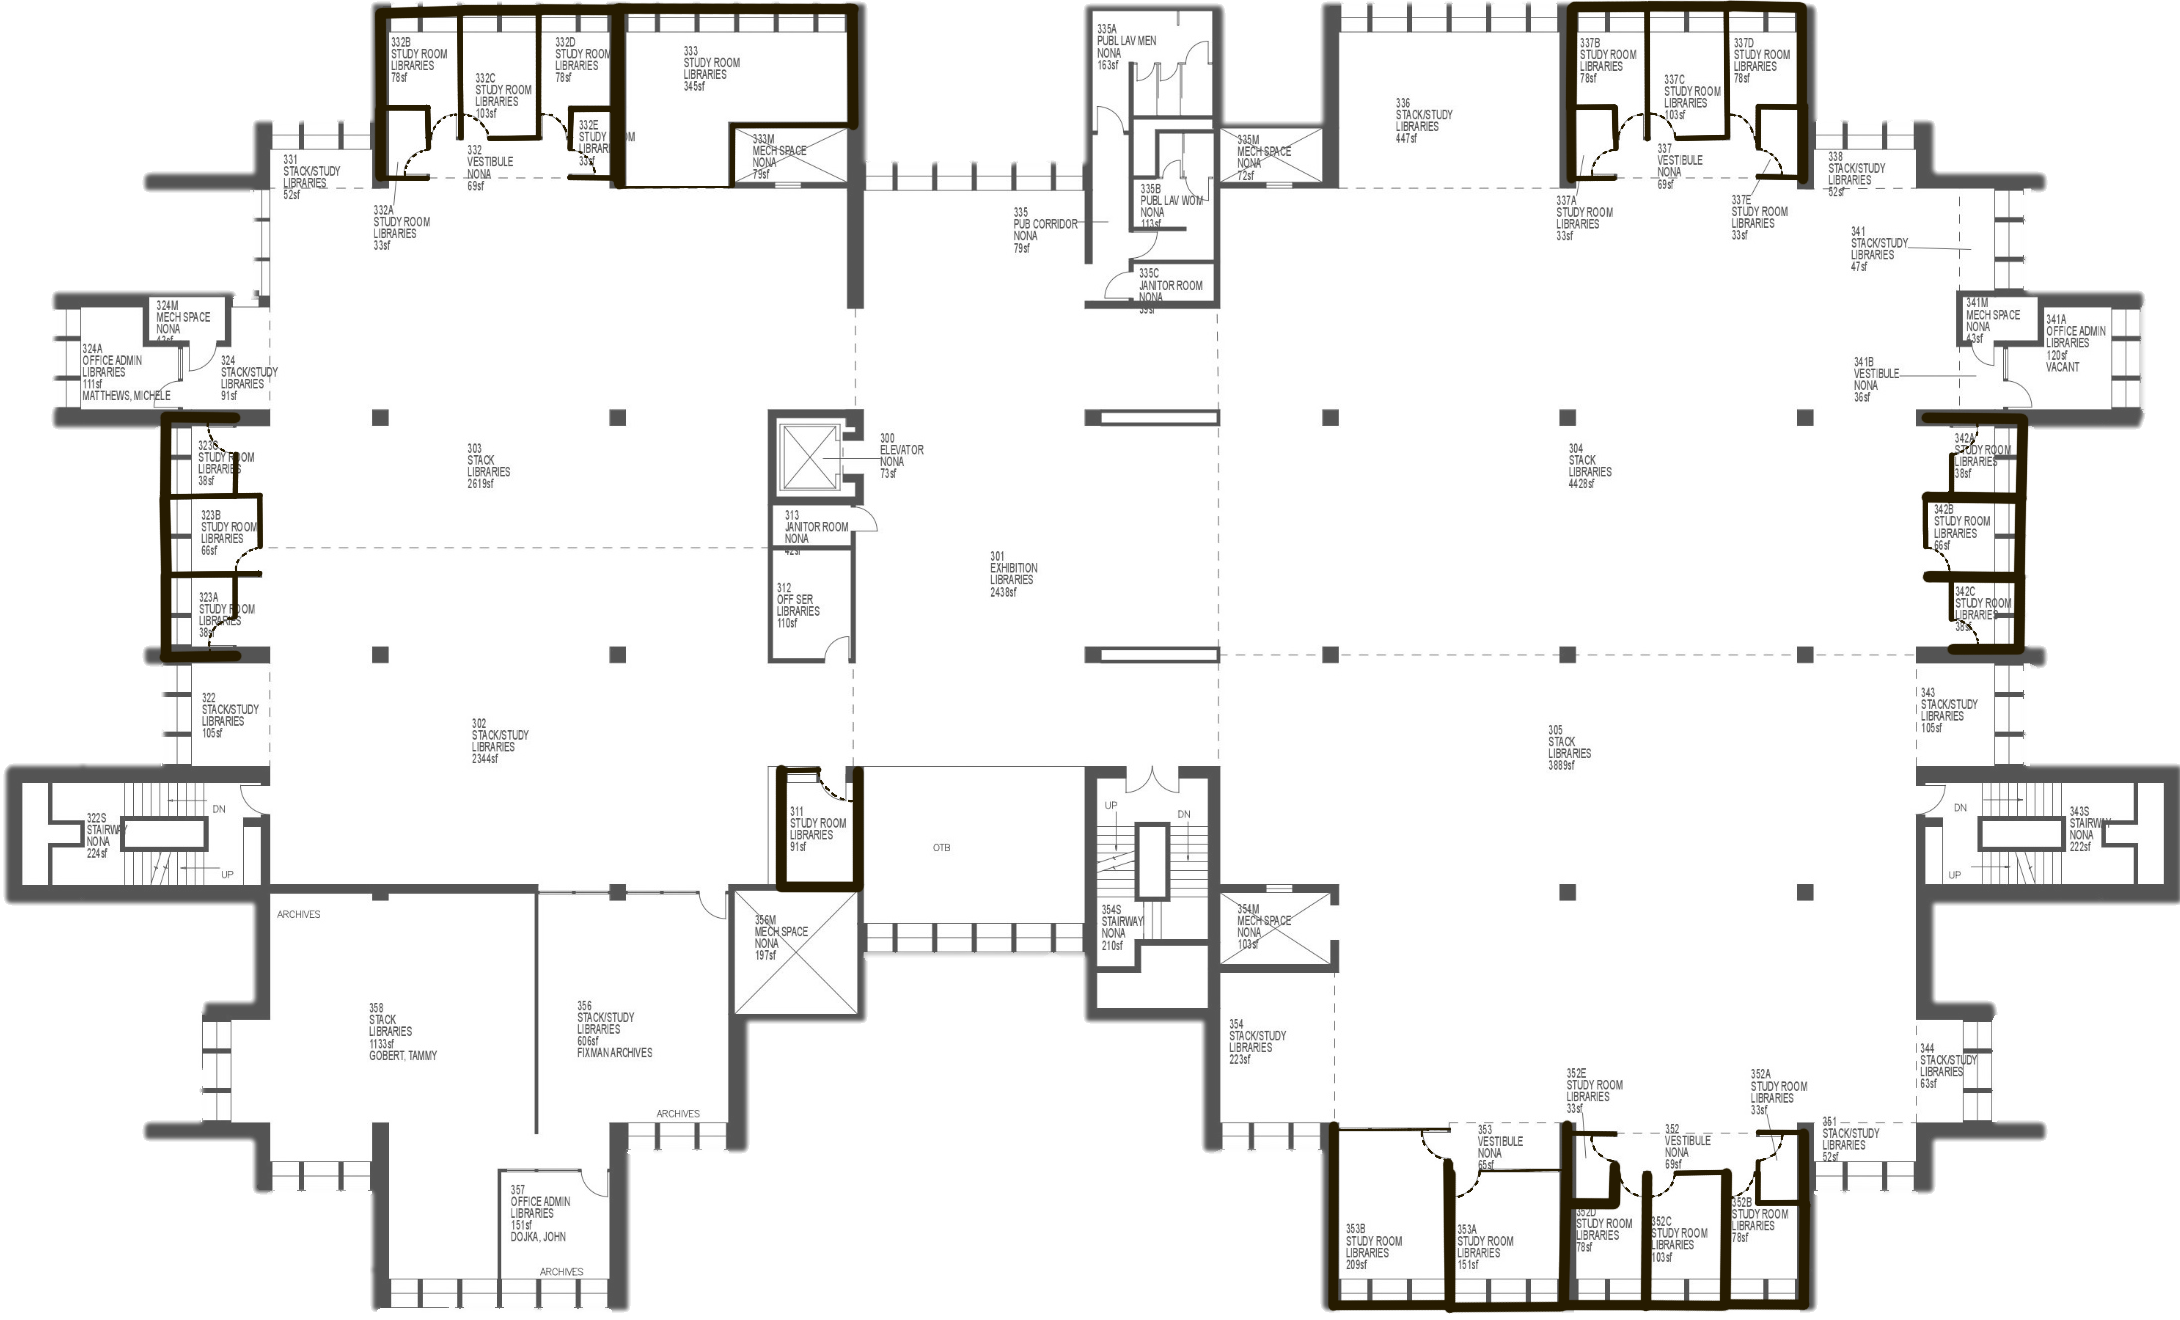 332B
STUDY ROOM
LIBRARIES
78sf
332C
STUDY ROOM
LIBRARIES
103sf
332D
STUDY ROOM
LIBRARIES
78sf
332E
STUDY ROOM
LIBRARIES
33sf
332
VESTIBULE
NONA
69sf
332A
STUDY ROOM
LIBRARIES
33sf
333
STUDY ROOM
LIBRARIES
345sf
333M
MECH SPACE
NONA
79sf
331
STACK/STUDY
LIBRARIES
52sf
335A
PUBL LAV MEN
NONA
163sf
335B
PUBL LAV WOM
NONA
113sf
335
PUB CORRIDOR
NONA
79sf
335C
JANITOR ROOM
NONA
39sf
335M
MECH SPACE
NONA
72sf
336
STACK/STUDY
LIBRARIES
447sf
337B
STUDY ROOM
LIBRARIES
78sf
337C
STUDY ROOM
LIBRARIES
103sf
337D
STUDY ROOM
LIBRARIES
78sf
337
VESTIBULE
NONA
69sf
337A
STUDY ROOM
LIBRARIES
33sf
337E
STUDY ROOM
LIBRARIES
33sf
338
STACK/STUDY
LIBRARIES
52sf
341
STACK/STUDY
LIBRARIES
47sf
324M
MECH SPACE
NONA
43sf
324A
OFFICE ADMIN
LIBRARIES
111sf
MATTHEWS, MICHELE
324
STACK/STUDY
LIBRARIES
91sf
341M
MECH SPACE
NONA
43sf
341A
OFFICE ADMIN
LIBRARIES
120sf
VACANT
341B
VESTIBULE
NONA
36sf
323C
STUDY ROOM
LIBRARIES
38sf
323B
STUDY ROOM
LIBRARIES
66sf
323A
STUDY ROOM
LIBRARIES
38sf
303
STACK
LIBRARIES
2619sf
300
ELEVATOR
NONA
73sf
313
JANITOR ROOM
NONA
42sf
312
OFF SER
LIBRARIES
110sf
301
EXHIBITION
LIBRARIES
2438sf
304
STACK
LIBRARIES
4428sf
342A
STUDY ROOM
LIBRARIES
38sf
342B
STUDY ROOM
LIBRARIES
66sf
342C
STUDY ROOM
LIBRARIES
38sf
322
STACK/STUDY
LIBRARIES
105sf
302
STACK/STUDY
LIBRARIES
2344sf
305
STACK
LIBRARIES
3889sf
343
STACK/STUDY
LIBRARIES
105sf
322S
STAIRWAY
NONA
224sf
DN
UP
311
STUDY ROOM
LIBRARIES
91sf
OTB
UP
DN
354S
STAIRWAY
NONA
210sf
354M
MECH SPACE
NONA
103sf
DN
UP
343S
STAIRWAY
NONA
222sf
ARCHIVES
356M
MECH SPACE
NONA
197sf
358
STACK
LIBRARIES
1133sf
GOBERT, TAMMY
356
STACK/STUDY
LIBRARIES
606sf
FIXMAN ARCHIVES
ARCHIVES
354
STACK/STUDY
LIBRARIES
223sf
344
STACK/STUDY
LIBRARIES
63sf
352E
STUDY ROOM
LIBRARIES
33sf
352A
STUDY ROOM
LIBRARIES
33sf
353
VESTIBULE
NONA
65sf
352
VESTIBULE
NONA
69sf
351
STACK/STUDY
LIBRARIES
52sf
357
OFFICE ADMIN
LIBRARIES
151sf
DOJKA, JOHN
ARCHIVES
353B
STUDY ROOM
LIBRARIES
209sf
353A
STUDY ROOM
LIBRARIES
151sf
352D
STUDY ROOM
LIBRARIES
78sf
352C
STUDY ROOM
LIBRARIES
103sf
352B
STUDY ROOM
LIBRARIES
78sf